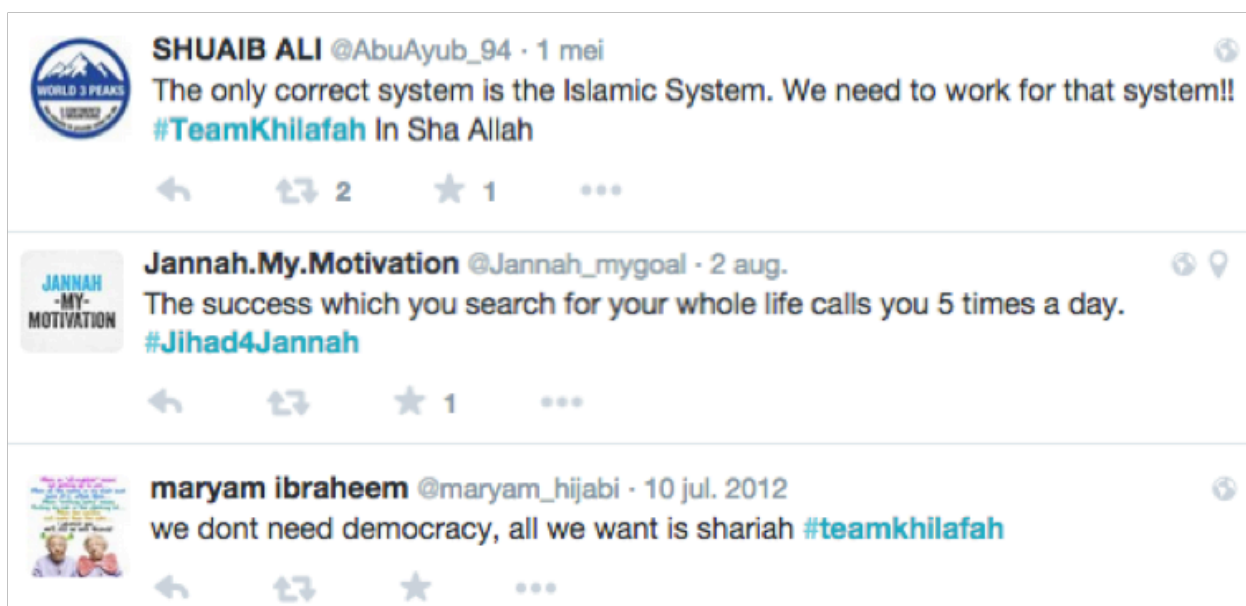 SHUAIB ALI @AbuAyub_94 · 1 mei
The only correct system is the Islamic System. We need to work for that system!!
#TeamKhilafah In Sha Allah
2 1
WORLD 3 PEAKS
Jannah.My.Motivation @Jannah_mygoal · 2 aug.
The success which you search for your whole life calls you 5 times a day.
#Jihad4Jannah
1
JANNAH
-MY-
MOTIVATION
maryam ibraheem @maryam_hijabi · 10 jul. 2012
we dont need democracy, all we want is shariah #teamkhilafah